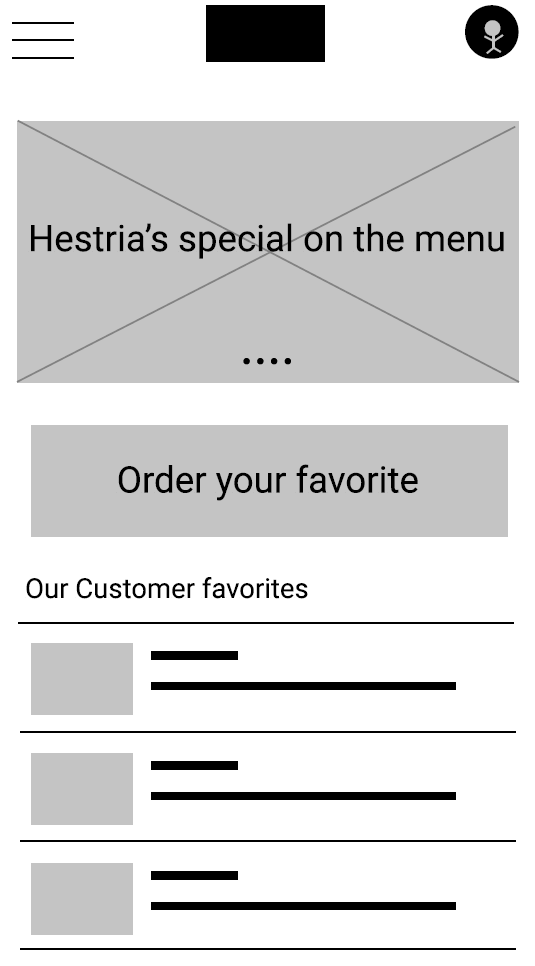 Hestria’s special on the menu
Order your favorite
Our Customer favorites